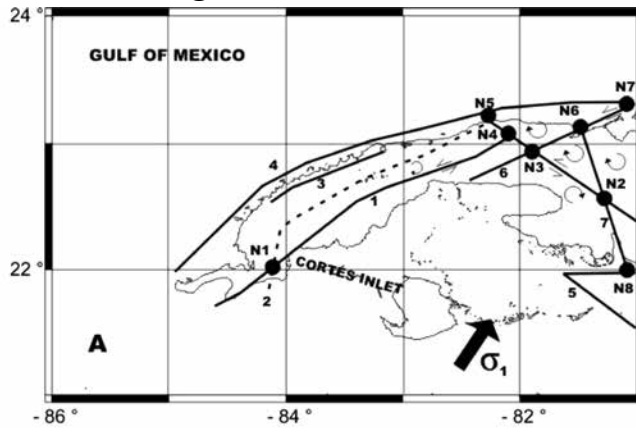 24 °
GULF OF MEXICO
N7
N5
N6
N4
4
N3
3
6
1
N2
7
N1
22 °
CORTÉS INLET
N8
2
5
A
σ1
- 86 °
- 84 °
- 82 °